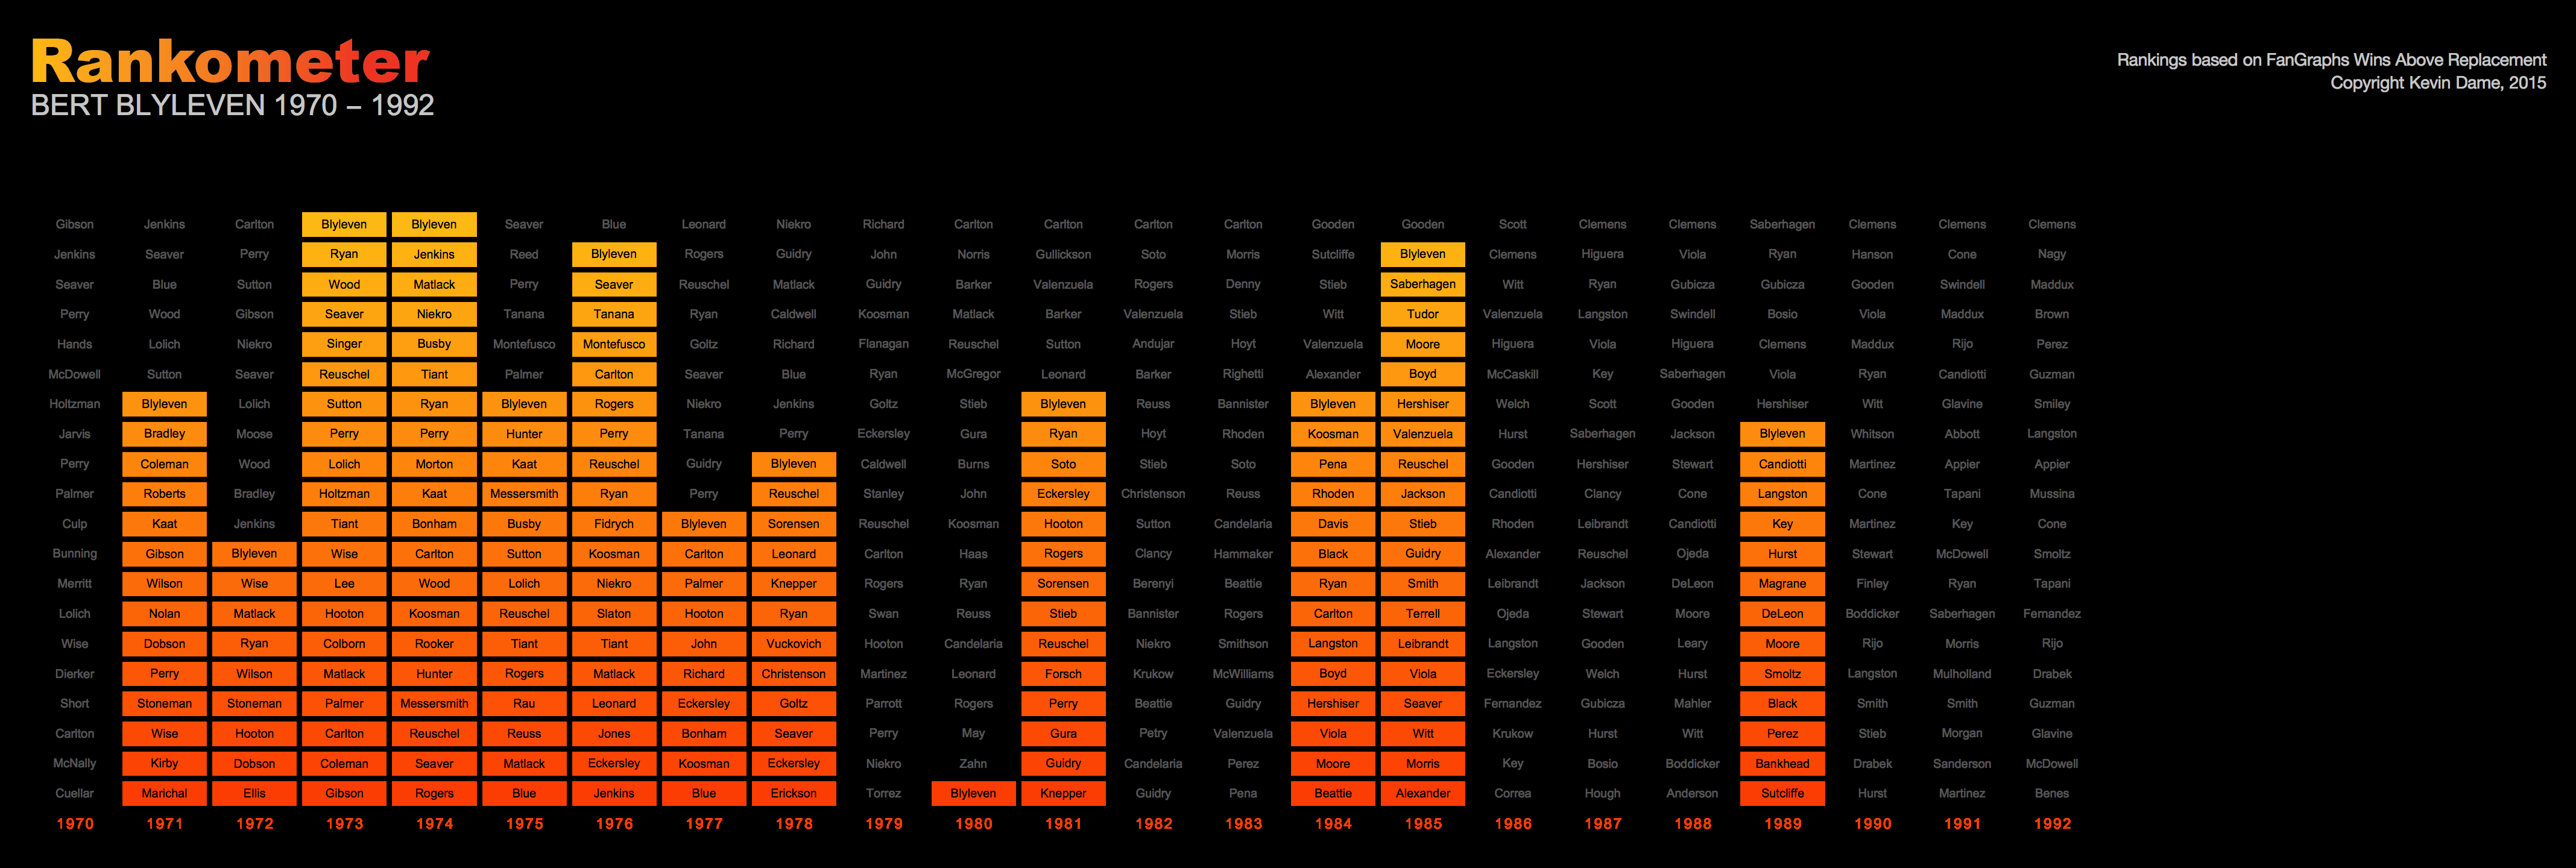 Rankometer
BERT BLYLEVEN 1970 – 1992
Rankings based on FanGraphs Wins Above Replacement
Copyright Kevin Dame, 2015
Gibson Jenkins Carlton Blyleven Blyleven Seaver Blue Leonard Niekro Richard Carlton Carlton Carlton Carlton Gooden Gooden Scott Clemens Clemens Saberhagen Clemens Clemens Clemens
Jenkins Seaver Perry Ryan Jenkins Reed Blyleven Rogers Guidry John Norris Gullickson Soto Morris Sutcliffe Blyleven Clemens Higuera Viola Ryan Hanson Cone Nagy
Seaver Blue Sutton Wood Matlack Perry Seaver Reuschel Matlack Guidry Barker Valenzuela Rogers Denny Stieb Saberhagen Witt Ryan Gubicza Gubicza Gooden Swindell Maddux
Perry Wood Gibson Seaver Niekro Tanana Tanana Ryan Caldwell Koosman Matlack Barker Valenzuela Stieb Witt Tudor Valenzuela Langston Swindell Bosio Viola Maddux Brown
Hands Lolich Niekro Singer Busby Montefusco Montefusco Goltz Richard Flanagan Reuschel Sutton Andujar Hoyt Valenzuela Moore Higuera Viola Higuera Clemens Maddux Rijo Perez
McDowell Sutton Seaver Reuschel Tiant Palmer Carlton Seaver Blue Ryan McGregor Leonard Barker Righetti Alexander Boyd McCaskill Key Saberhagen Viola Ryan Candiotti Guzman
Holtzman Blyleven Lolich Sutton Ryan Blyleven Rogers Niekro Jenkins Goltz Stieb Blyleven Reuss Bannister Blyleven Hershiser Welch Scott Gooden Hershiser Witt Glavine Smiley
Jarvis Bradley Moose Perry Perry Hunter Perry Tanana Perry Eckersley Gura Ryan Hoyt Rhoden Koosman Valenzuela Hurst Saberhagen Jackson Blyleven Whitson Abbott Langston
Perry Coleman Wood Lolich Morton Kaat Reuschel Guidry Blyleven Caldwell Burns Soto Stieb Soto Pena Reuschel Gooden Hershiser Stewart Candiotti Martinez Appier Appier
Palmer Roberts Bradley Holtzman Kaat Messersmith Ryan Perry Reuschel Stanley John Eckersley Christenson Reuss Rhoden Jackson Candiotti Clancy Cone Langston Cone Tapani Mussina
Culp Kaat Jenkins Tiant Bonham Busby Fidrych Blyleven Sorensen Reuschel Koosman Hooton Sutton Candelaria Davis Stieb Rhoden Leibrandt Candiotti Key Martinez Key Cone
Bunning Gibson Blyleven Wise Carlton Sutton Koosman Carlton Leonard Carlton Haas Rogers Clancy Hammaker Black Guidry Alexander Reuschel Ojeda Hurst Stewart McDowell Smoltz
Merritt Wilson Wise Lee Wood Lolich Niekro Palmer Knepper Rogers Ryan Sorensen Berenyi Beattie Ryan Smith Leibrandt Jackson DeLeon Magrane Finley Ryan Tapani
Lolich Nolan Matlack Hooton Koosman Reuschel Slaton Hooton Ryan Swan Reuss Stieb Bannister Rogers Carlton Terrell Ojeda Stewart Moore DeLeon Boddicker Saberhagen Fernandez
Wise Dobson Ryan Colborn Rooker Tiant Tiant John Vuckovich Hooton Candelaria Reuschel Niekro Smithson Langston Leibrandt Langston Gooden Leary Moore Rijo Morris Rijo
Dierker Perry Wilson Matlack Hunter Rogers Matlack Richard Christenson Martinez Leonard Forsch Krukow McWilliams Boyd Viola Eckersley Welch Hurst Smoltz Langston Mulholland Drabek
Short Stoneman Stoneman Palmer Messersmith Rau Leonard Eckersley Goltz Parrott Rogers Perry Beattie Guidry Hershiser Seaver Fernandez Gubicza Mahler Black Smith Smith Guzman
Carlton Wise Hooton Carlton Reuschel Reuss Jones Bonham Seaver Perry May Gura Petry Valenzuela Viola Witt Krukow Hurst Witt Perez Stieb Morgan Glavine
McNally Kirby Dobson Coleman Seaver Matlack Eckersley Koosman Eckersley Niekro Zahn Guidry Candelaria Perez Moore Morris Key Bosio Boddicker Bankhead Drabek Sanderson McDowell
Cuellar Marichal Ellis Gibson Rogers Blue Jenkins Blue Erickson Torrez Blyleven Knepper Guidry Pena Beattie Alexander Correa Hough Anderson Sutcliffe Hurst Martinez Benes
1970 1971 1972 1973 1974 1975 1976 1977 1978 1979 1980 1981 1982 1983 1984 1985 1986 1987 1988 1989 1990 1991 1992